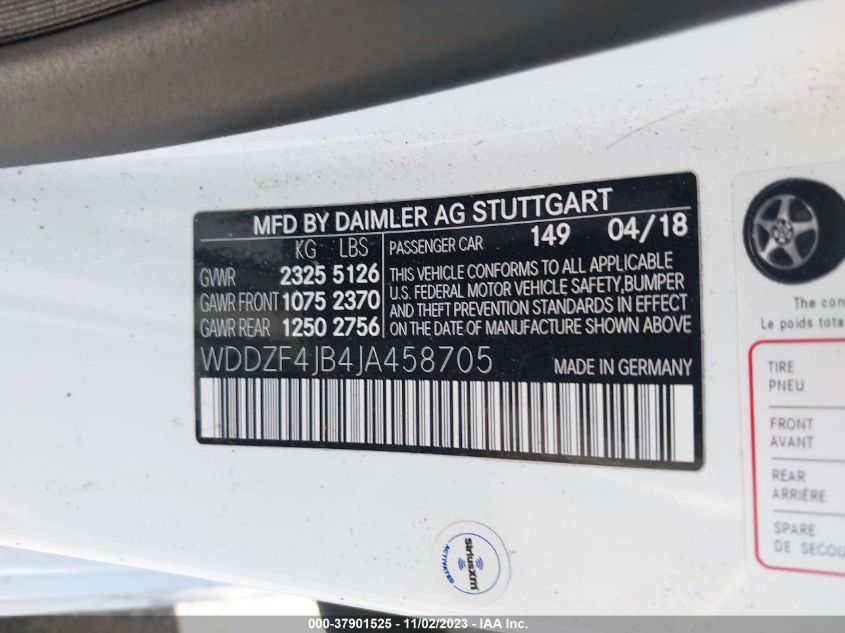 MFD BY DAIMLER AG STUTTGART
KG LBS PASSENGER CAR 149 04/18
GVWR 2325 5126
GAWR FRONT 1075 2370
GAWR REAR 1250 2756
THIS VEHICLE CONFORMS TO ALL APPLICABLE
U.S. FEDERAL MOTOR VEHICLE SAFETY,BUMPER
AND THEFT PREVENTION STANDARDS IN EFFECT
ON THE DATE OF MANUFACTURE SHOWN ABOVE
WDDZF4JB4JA458705 MADE IN GERMANY
The
Le poids
TIRE
PNEU
FRONT
AVANT
REAR
ARRIÈRE
SPARE
DE
siriusxm
ACTIVATED
000-37901525 - 11/02/2023 - IAA Inc.